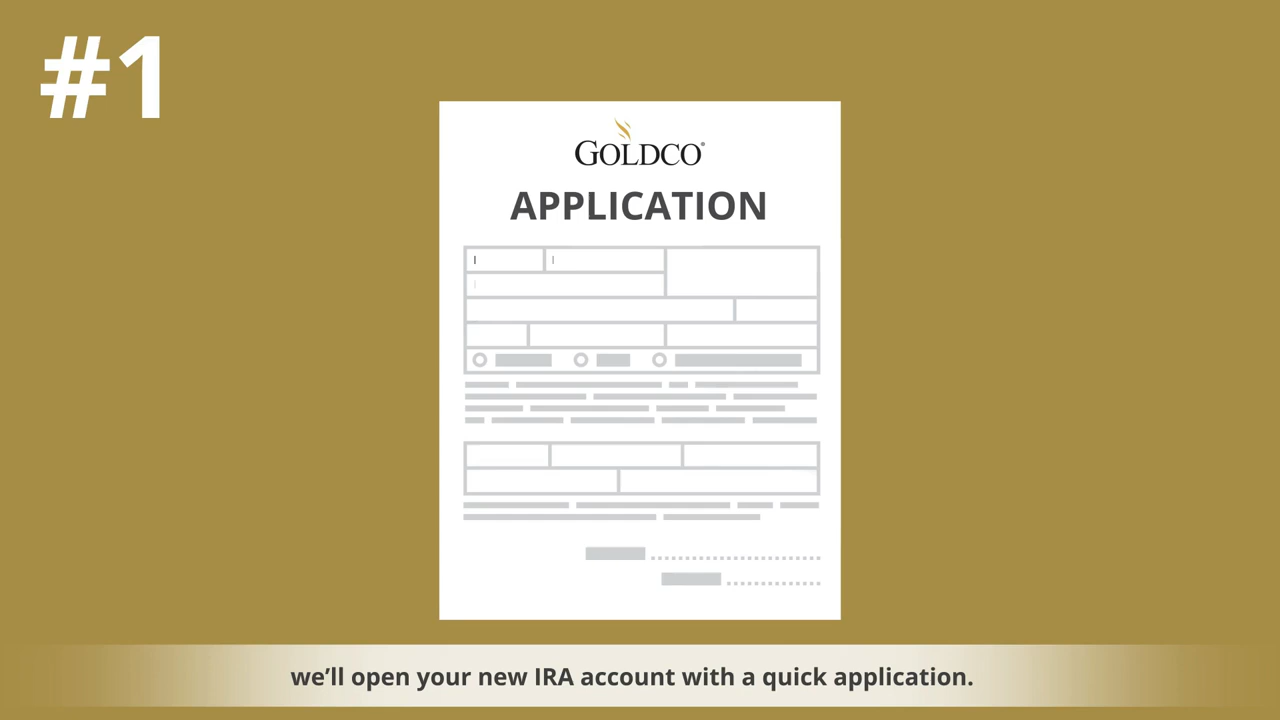 #1
GOLDCO®
APPLICATION
we'll open your new IRA account with a quick application.